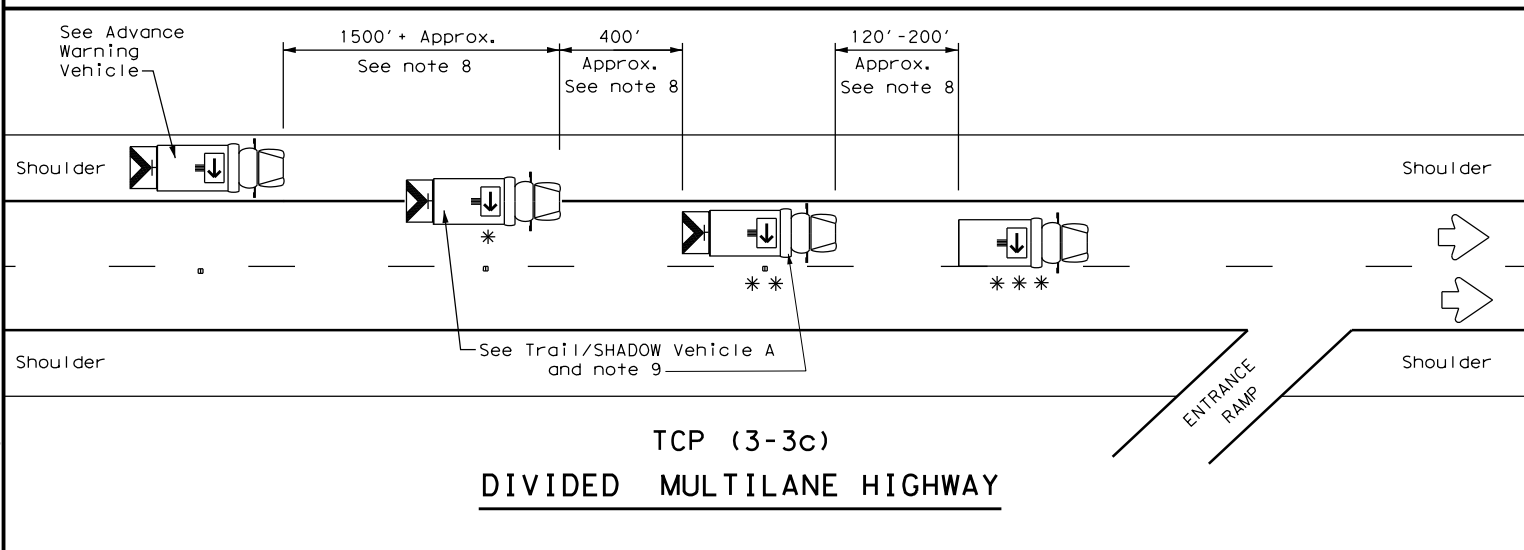 See Advance
Warning
Vehicle
1500'+ Approx.
See note 8
400'
Approx.
See note 8
120'-200'
Approx.
See note 8
Shoulder
Shoulder
*
* *
* * *
See Trail/SHADOW Vehicle A
and note 9
Shoulder
Shoulder
ENTRANCE
RAMP
TCP (3-3c)
DIVIDED MULTILANE HIGHWAY